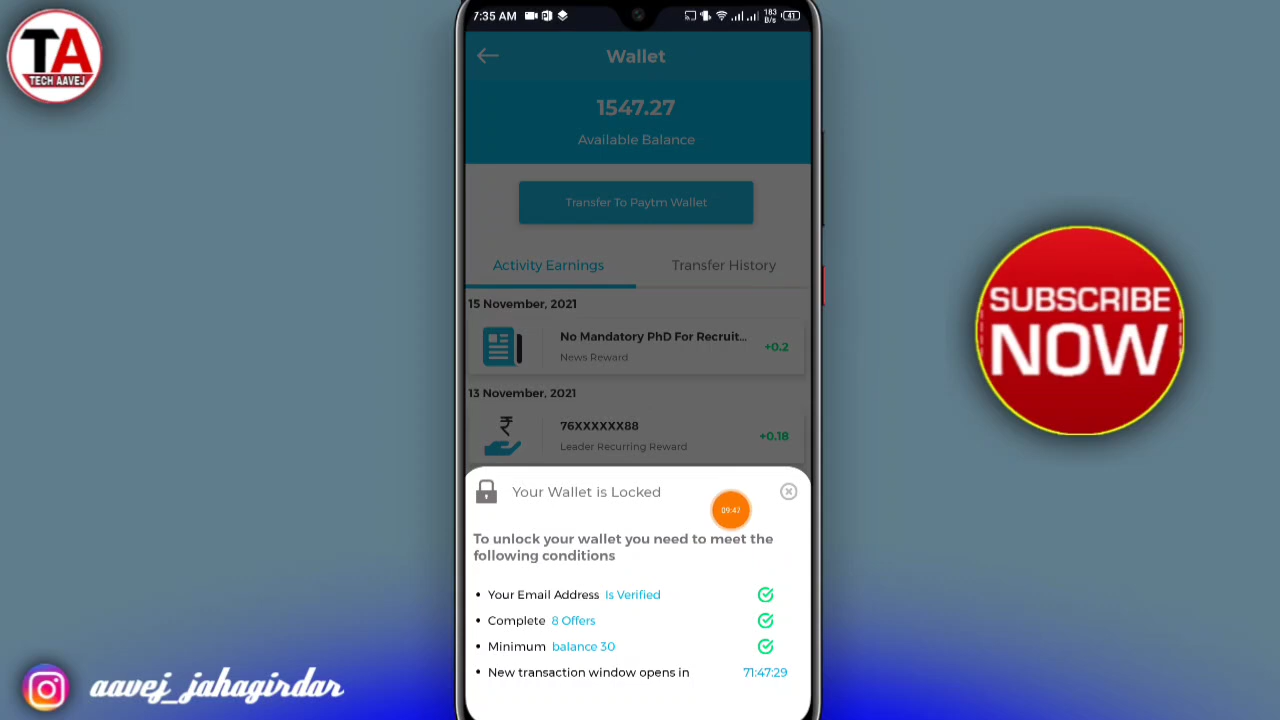 TA
TECH AAVEJ
7:35 AM
183
B/s
41
Wallet
1547.27
Available Balance
Transfer To Paytm Wallet
Activity Earnings
Transfer History
15 November, 2021
No Mandatory PhD For Recruit...
+0.2
News Reward
13 November, 2021
76XXXXXX88
+0.18
Leader Recurring Reward
Your Wallet is Locked
09:47
To unlock your wallet you need to meet the
following conditions
• Your Email Address Is Verified
• Complete 8 Offers
• Minimum balance 30
• New transaction window opens in 71:47:29
SUBSCRIBE
NOW
aavej_jahagirdar